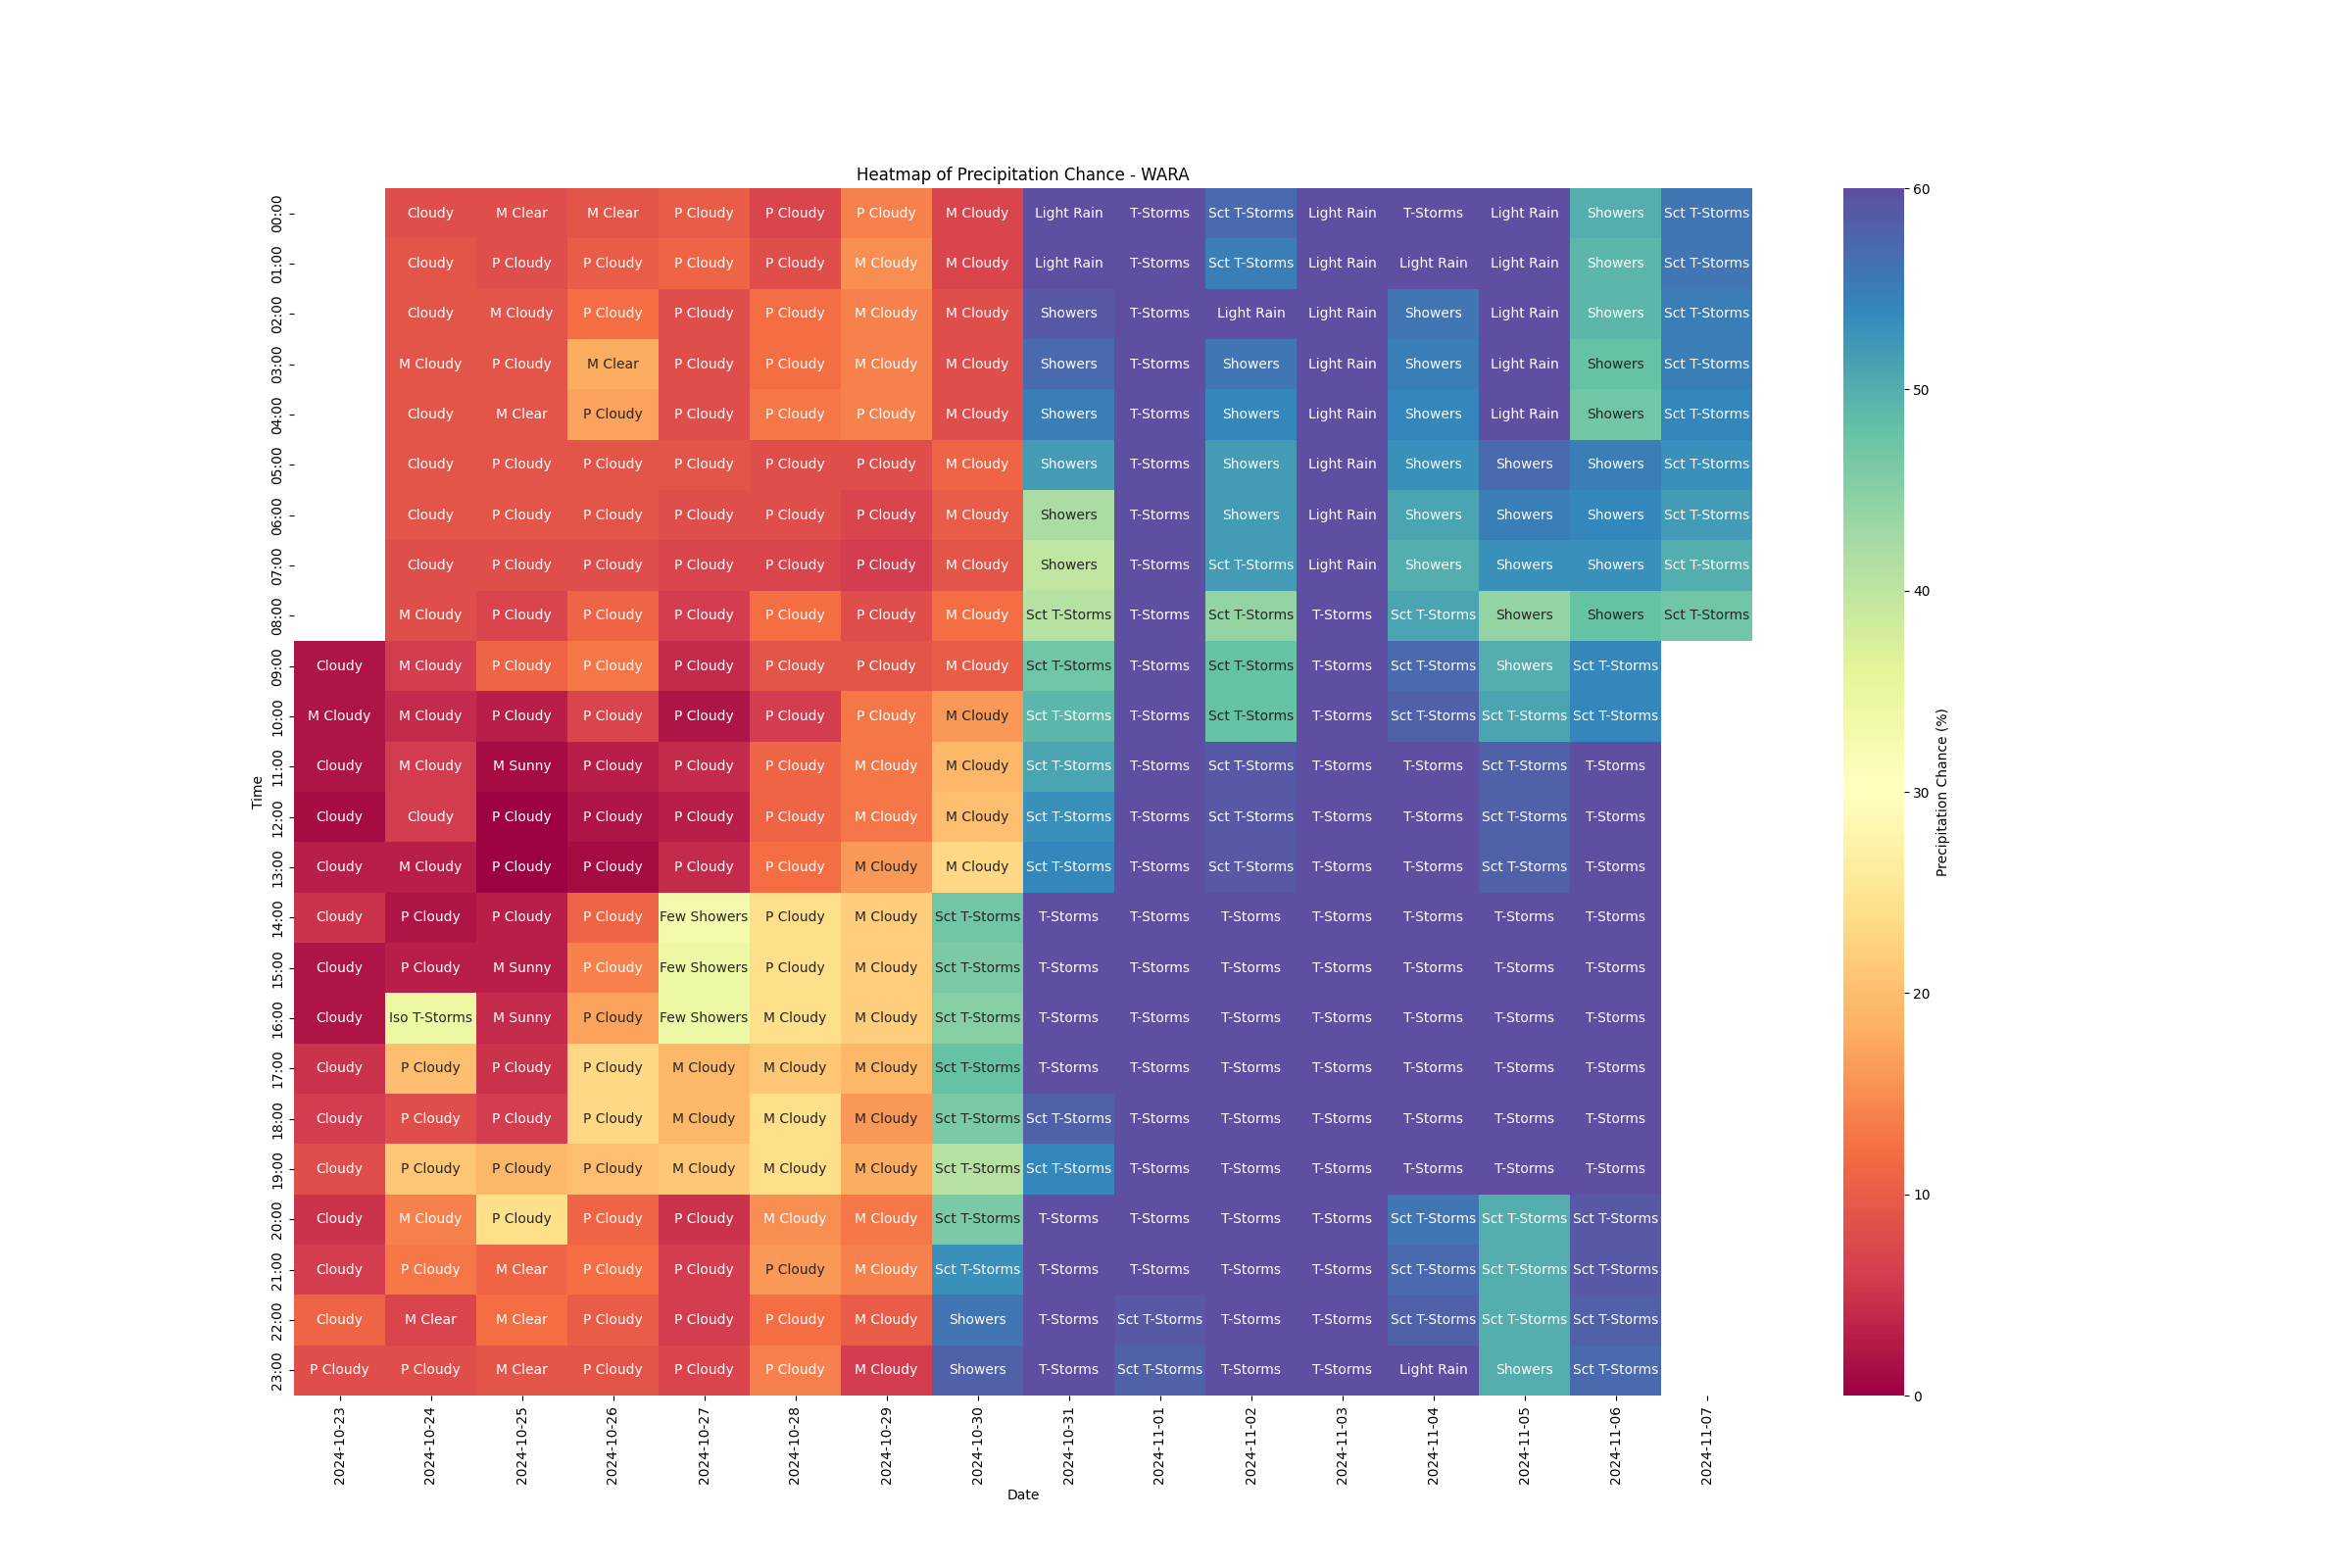 Heatmap of Precipitation Chance - WARA
00:00 Cloudy M Clear M Clear P Cloudy P Cloudy P Cloudy M Cloudy Light Rain T-Storms Sct T-Storms Light Rain T-Storms Light Rain Showers Sct T-Storms
01:00 Cloudy P Cloudy P Cloudy P Cloudy P Cloudy M Cloudy M Cloudy Light Rain T-Storms Sct T-Storms Light Rain Light Rain Light Rain Showers Sct T-Storms
02:00 Cloudy M Cloudy P Cloudy P Cloudy P Cloudy M Cloudy M Cloudy Showers T-Storms Light Rain Light Rain Showers Light Rain Showers Sct T-Storms
03:00 M Cloudy P Cloudy M Clear P Cloudy P Cloudy M Cloudy M Cloudy Showers T-Storms Showers Light Rain Showers Light Rain Showers Sct T-Storms
04:00 Cloudy M Clear P Cloudy P Cloudy P Cloudy P Cloudy M Cloudy Showers T-Storms Showers Light Rain Showers Light Rain Showers Sct T-Storms
05:00 Cloudy P Cloudy P Cloudy P Cloudy P Cloudy P Cloudy M Cloudy Showers T-Storms Showers Light Rain Showers Showers Showers Sct T-Storms
06:00 Cloudy P Cloudy P Cloudy P Cloudy P Cloudy P Cloudy M Cloudy Showers T-Storms Showers Light Rain Showers Showers Showers Sct T-Storms
07:00 Cloudy P Cloudy P Cloudy P Cloudy P Cloudy P Cloudy M Cloudy Showers T-Storms Sct T-Storms Light Rain Showers Showers Showers Sct T-Storms
08:00 M Cloudy P Cloudy P Cloudy P Cloudy P Cloudy P Cloudy M Cloudy Sct T-Storms T-Storms Sct T-Storms T-Storms Sct T-Storms Showers Showers Sct T-Storms
09:00 Cloudy M Cloudy P Cloudy P Cloudy P Cloudy P Cloudy P Cloudy M Cloudy Sct T-Storms T-Storms Sct T-Storms T-Storms Sct T-Storms Showers Sct T-Storms
10:00 M Cloudy M Cloudy P Cloudy P Cloudy P Cloudy P Cloudy P Cloudy M Cloudy Sct T-Storms T-Storms Sct T-Storms T-Storms Sct T-Storms Sct T-Storms Sct T-Storms
11:00 Cloudy M Cloudy M Sunny P Cloudy P Cloudy P Cloudy M Cloudy M Cloudy Sct T-Storms T-Storms Sct T-Storms T-Storms T-Storms Sct T-Storms T-Storms
12:00 Cloudy Cloudy P Cloudy P Cloudy P Cloudy P Cloudy M Cloudy M Cloudy Sct T-Storms T-Storms Sct T-Storms T-Storms T-Storms Sct T-Storms T-Storms
13:00 Cloudy M Cloudy P Cloudy P Cloudy P Cloudy P Cloudy M Cloudy M Cloudy Sct T-Storms T-Storms Sct T-Storms T-Storms T-Storms Sct T-Storms T-Storms
14:00 Cloudy P Cloudy P Cloudy P Cloudy Few Showers P Cloudy M Cloudy Sct T-Storms T-Storms T-Storms T-Storms T-Storms T-Storms T-Storms T-Storms
15:00 Cloudy P Cloudy M Sunny P Cloudy Few Showers P Cloudy M Cloudy Sct T-Storms T-Storms T-Storms T-Storms T-Storms T-Storms T-Storms T-Storms
16:00 Cloudy Iso T-Storms M Sunny P Cloudy Few Showers M Cloudy M Cloudy Sct T-Storms T-Storms T-Storms T-Storms T-Storms T-Storms T-Storms T-Storms
17:00 Cloudy P Cloudy P Cloudy P Cloudy M Cloudy M Cloudy M Cloudy Sct T-Storms T-Storms T-Storms T-Storms T-Storms T-Storms T-Storms T-Storms
18:00 Cloudy P Cloudy P Cloudy P Cloudy M Cloudy M Cloudy M Cloudy Sct T-Storms Sct T-Storms T-Storms T-Storms T-Storms T-Storms T-Storms T-Storms
19:00 Cloudy P Cloudy P Cloudy P Cloudy M Cloudy M Cloudy M Cloudy Sct T-Storms Sct T-Storms T-Storms T-Storms T-Storms T-Storms T-Storms T-Storms
20:00 Cloudy M Cloudy P Cloudy P Cloudy P Cloudy M Cloudy M Cloudy Sct T-Storms T-Storms T-Storms T-Storms T-Storms Sct T-Storms Sct T-Storms Sct T-Storms
21:00 Cloudy P Cloudy M Clear P Cloudy P Cloudy P Cloudy M Cloudy Sct T-Storms T-Storms T-Storms T-Storms T-Storms Sct T-Storms Sct T-Storms Sct T-Storms
22:00 Cloudy M Clear M Clear P Cloudy P Cloudy P Cloudy M Cloudy Showers T-Storms Sct T-Storms T-Storms T-Storms Sct T-Storms Sct T-Storms Sct T-Storms
23:00 P Cloudy P Cloudy M Clear P Cloudy P Cloudy P Cloudy M Cloudy Showers T-Storms Sct T-Storms T-Storms T-Storms Light Rain Showers Sct T-Storms
2024-10-23 2024-10-24 2024-10-25 2024-10-26 2024-10-27 2024-10-28 2024-10-29 2024-10-30 2024-10-31 2024-11-01 2024-11-02 2024-11-03 2024-11-04 2024-11-05 2024-11-06 2024-11-07
Date
Time
60
50
40
30
20
10
0
Precipitation Chance (%)